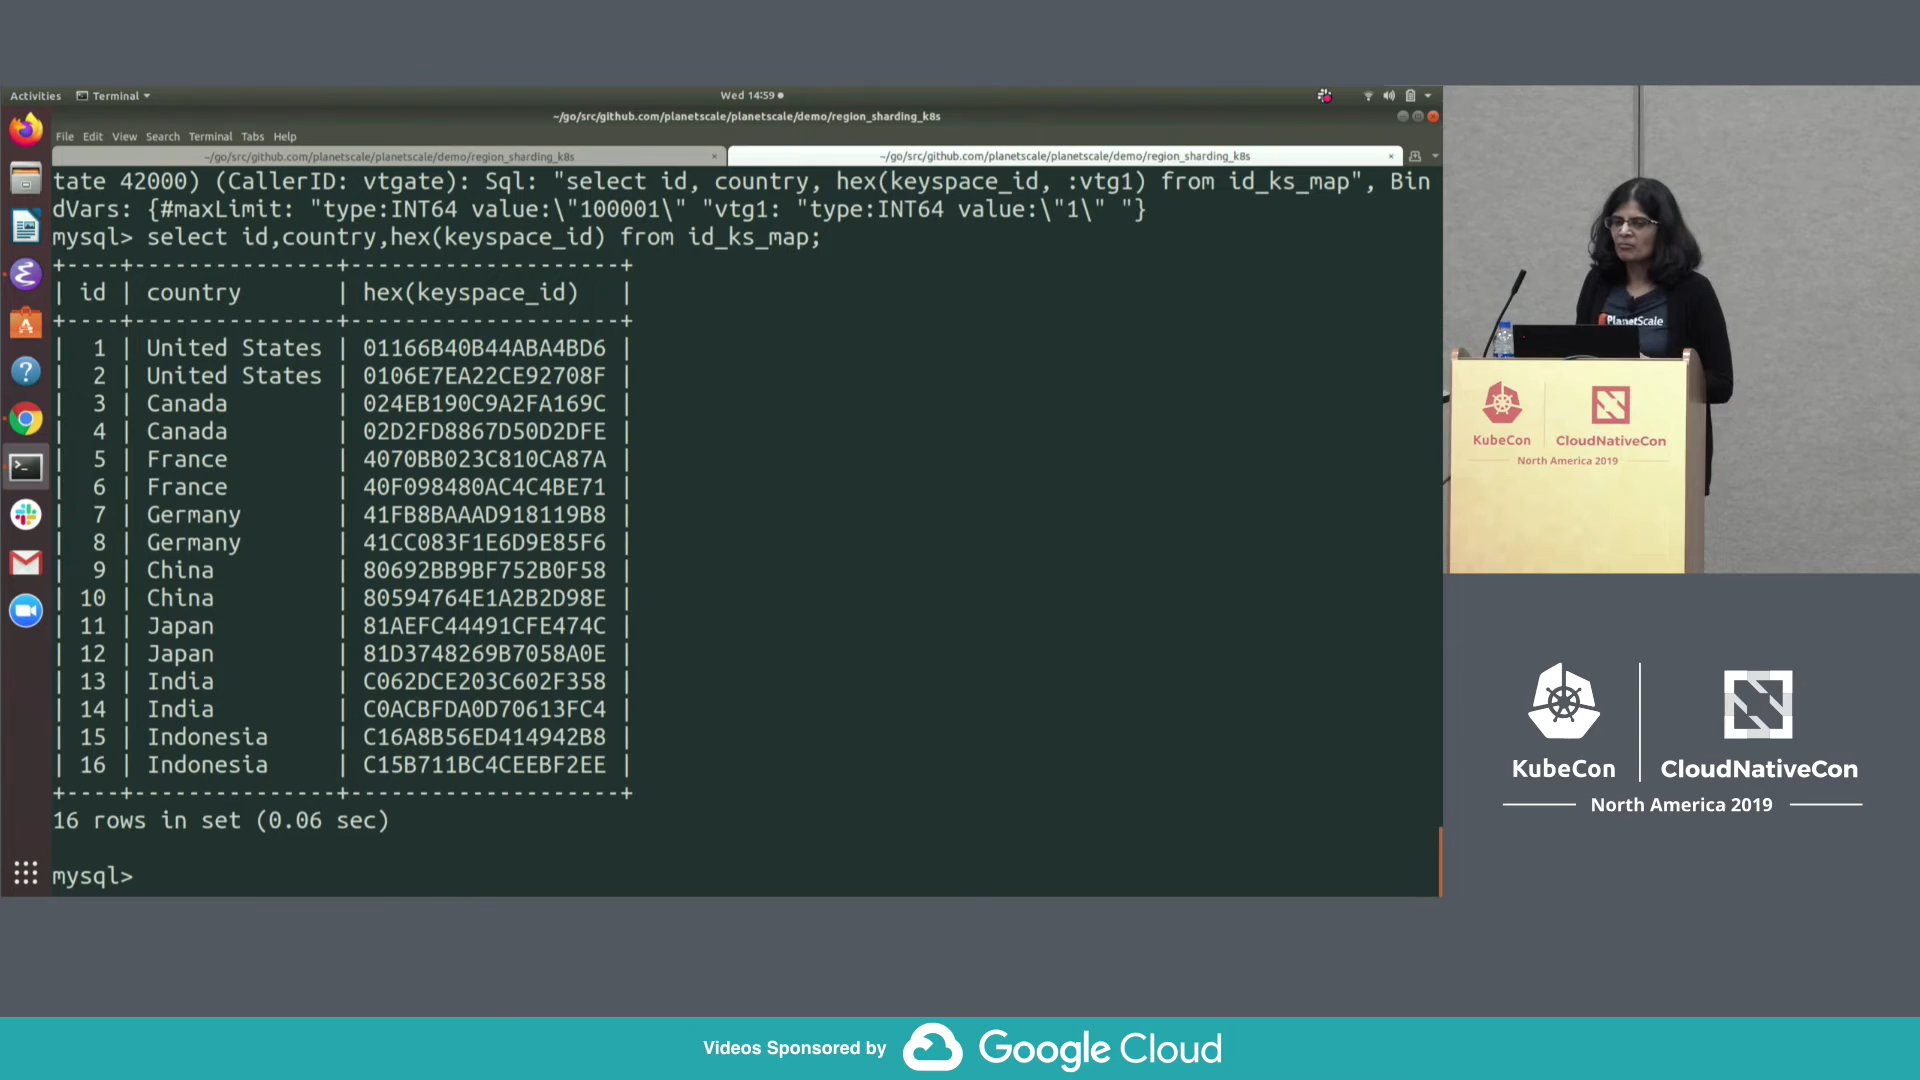 Activities Terminal
Wed 14:59
~/go/src/github.com/planetscale/planetscale/demo/region_sharding_k8s
File Edit View Search Terminal Tabs Help
~/go/src/github.com/planetscale/planetscale/demo/region_sharding_k8s × ~/go/src/github.com/planetscale/planetscale/demo/region_sharding_k8s ×
tate 42000) (CallerID: vtgate): Sql: "select id, country, hex(keyspace_id, :vtg1) from id_ks_map", Bin
dVars: {#maxLimit: "type:INT64 value:\"100001\" "vtg1: "type:INT64 value:\"1\" "}
mysql> select id,country,hex(keyspace_id) from id_ks_map;
+----+---------------+--------------------+
| id | country | hex(keyspace_id) |
+----+---------------+--------------------+
| 1 | United States | 01166B40B44ABA4BD6 |
| 2 | United States | 0106E7EA22CE92708F |
| 3 | Canada | 024EB190C9A2FA169C |
| 4 | Canada | 02D2FD8867D50D2DFE |
| 5 | France | 4070BB023C810CA87A |
| 6 | France | 40F098480AC4C4BE71 |
| 7 | Germany | 41FB8BAAAD918119B8 |
| 8 | Germany | 41CC083F1E6D9E85F6 |
| 9 | China | 80692BB9BF752B0F58 |
| 10 | China | 80594764E1A2B2D98E |
| 11 | Japan | 81AEFC44491CFE474C |
| 12 | Japan | 81D3748269B7058A0E |
| 13 | India | C062DCE203C602F358 |
| 14 | India | C0ACBFDA0D70613FC4 |
| 15 | Indonesia | C16A8B56ED414942B8 |
| 16 | Indonesia | C15B711BC4CEEBF2EE |
+----+---------------+--------------------+
16 rows in set (0.06 sec)
mysql>
PlanetScale
KubeCon CloudNativeCon
North America 2019
KubeCon CloudNativeCon
North America 2019
Videos Sponsored by Google Cloud